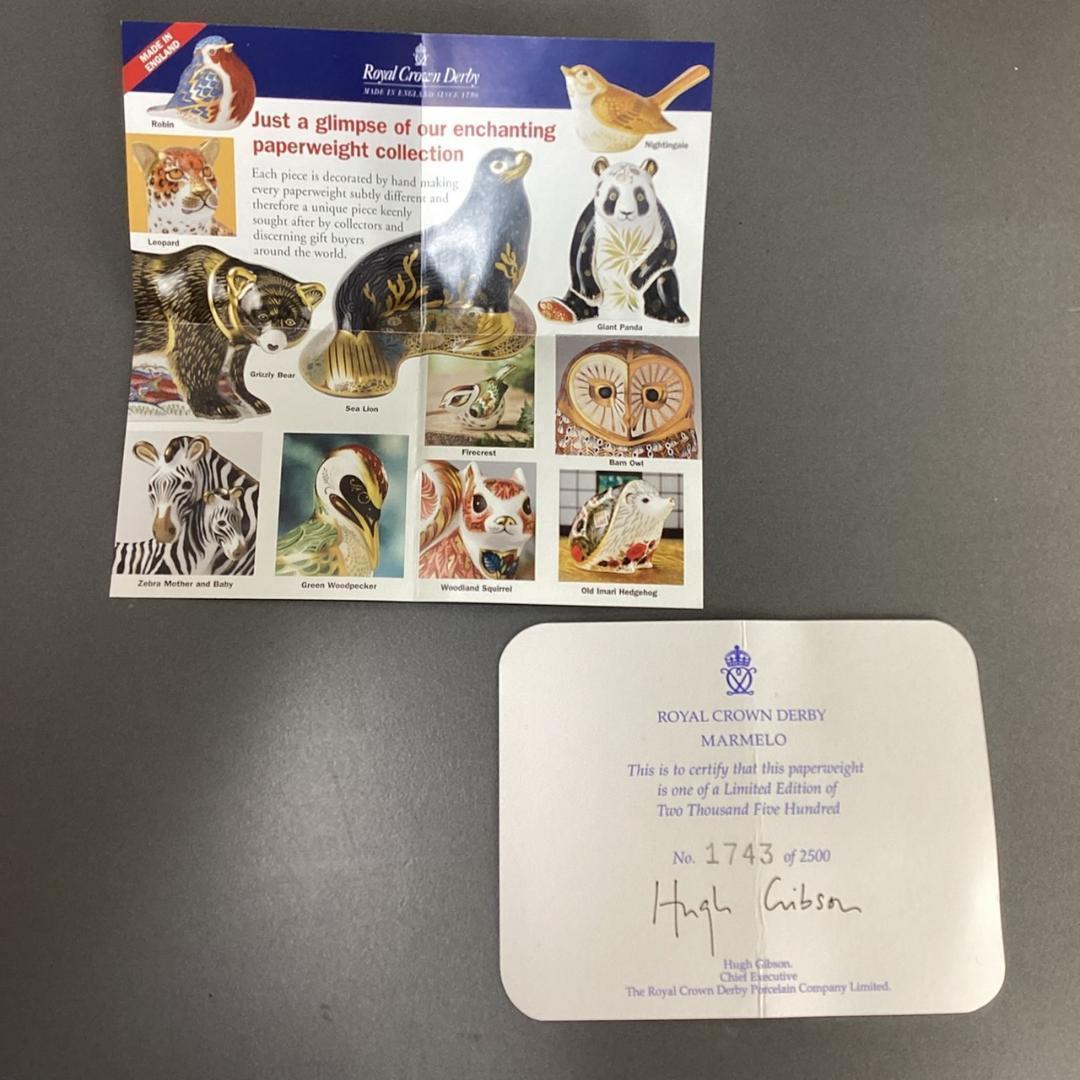 MADE IN
ENGLAND
Royal Crown Derby
MADE IN ENGLAND SINCE 1750
Robin
Just a glimpse of our enchanting
paperweight collection
Nightingale
Each piece is decorated by hand making
every paperweight subtly different and
therefore a unique piece keenly
sought after by collectors and
discerning gift buyers
around the world.
Leopard
Giant Panda
Grizzly Bear
Sea Lion
Firecrest
Barn Owl
Zebra Mother and Baby
Green Woodpecker
Woodland Squirrel
Old Imari Hedgehog
ROYAL CROWN DERBY
MARMELO
This is to certify that this paperweight
is one of a Limited Edition of
Two Thousand Five Hundred
No. 1743 of 2500
Hugh Gibson
Hugh Gibson.
Chief Executive
The Royal Crown Derby Porcelain Company Limited.